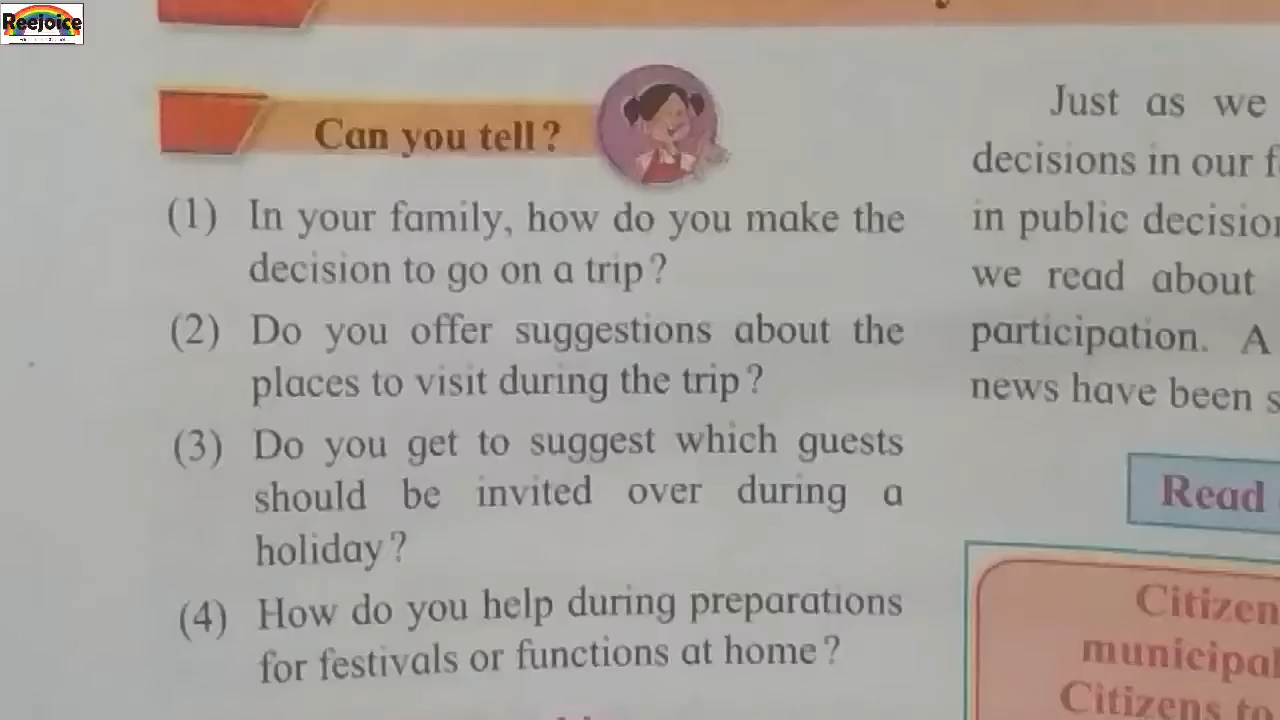 Reejoice
Can you tell?
(1) In your family, how do you make the
decision to go on a trip?
(2) Do you offer suggestions about the
places to visit during the trip?
(3) Do you get to suggest which guests
should be invited over during a
holiday?
(4) How do you help during preparations
for festivals or functions at home?
Just as we
decisions in our f
in public decision
we read about
participation. A
news have been s
Read
Citizen
municipal
Citizens to